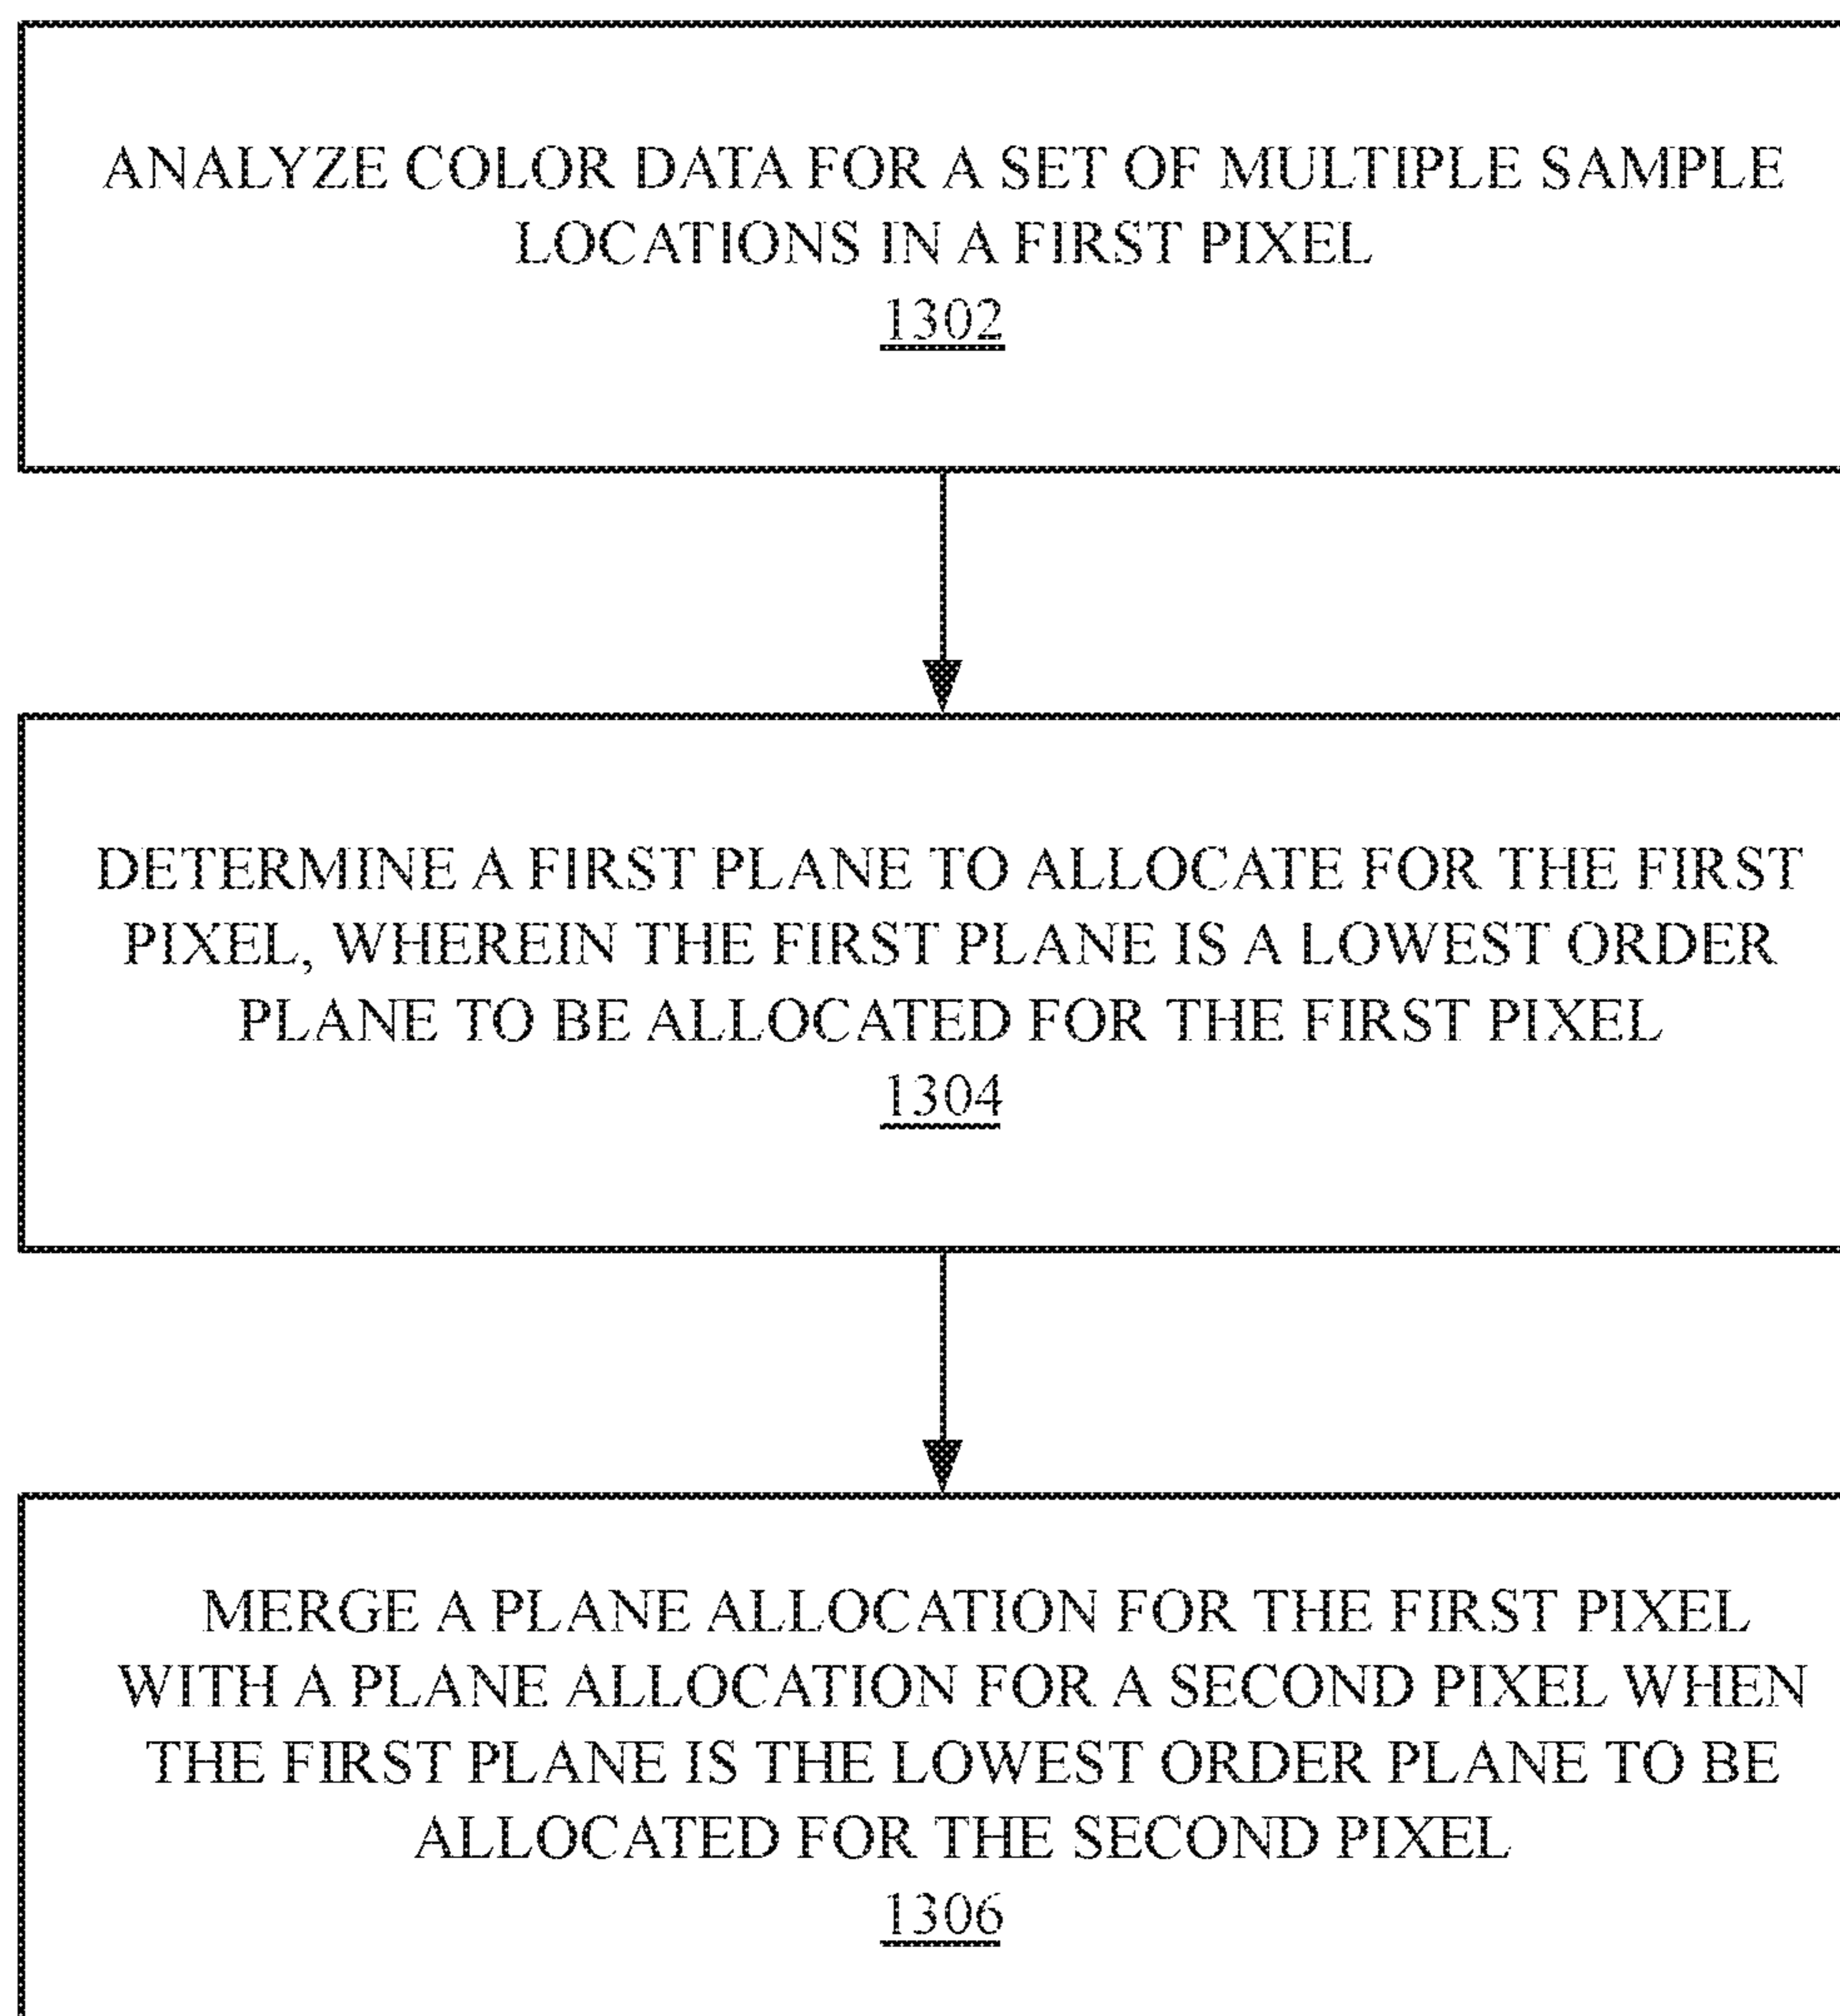 ANALYZE COLOR DATA FOR A SET OF MULTIPLE SAMPLE
LOCATIONS IN A FIRST PIXEL
1302
DETERMINE A FIRST PLANE TO ALLOCATE FOR THE FIRST
PIXEL, WHEREIN THE FIRST PLANE IS A LOWEST ORDER
PLANE TO BE ALLOCATED FOR THE FIRST PIXEL
1304
MERGE A PLANE ALLOCATION FOR THE FIRST PIXEL
WITH A PLANE ALLOCATION FOR A SECOND PIXEL WHEN
THE FIRST PLANE IS THE LOWEST ORDER PLANE TO BE
ALLOCATED FOR THE SECOND PIXEL
1306